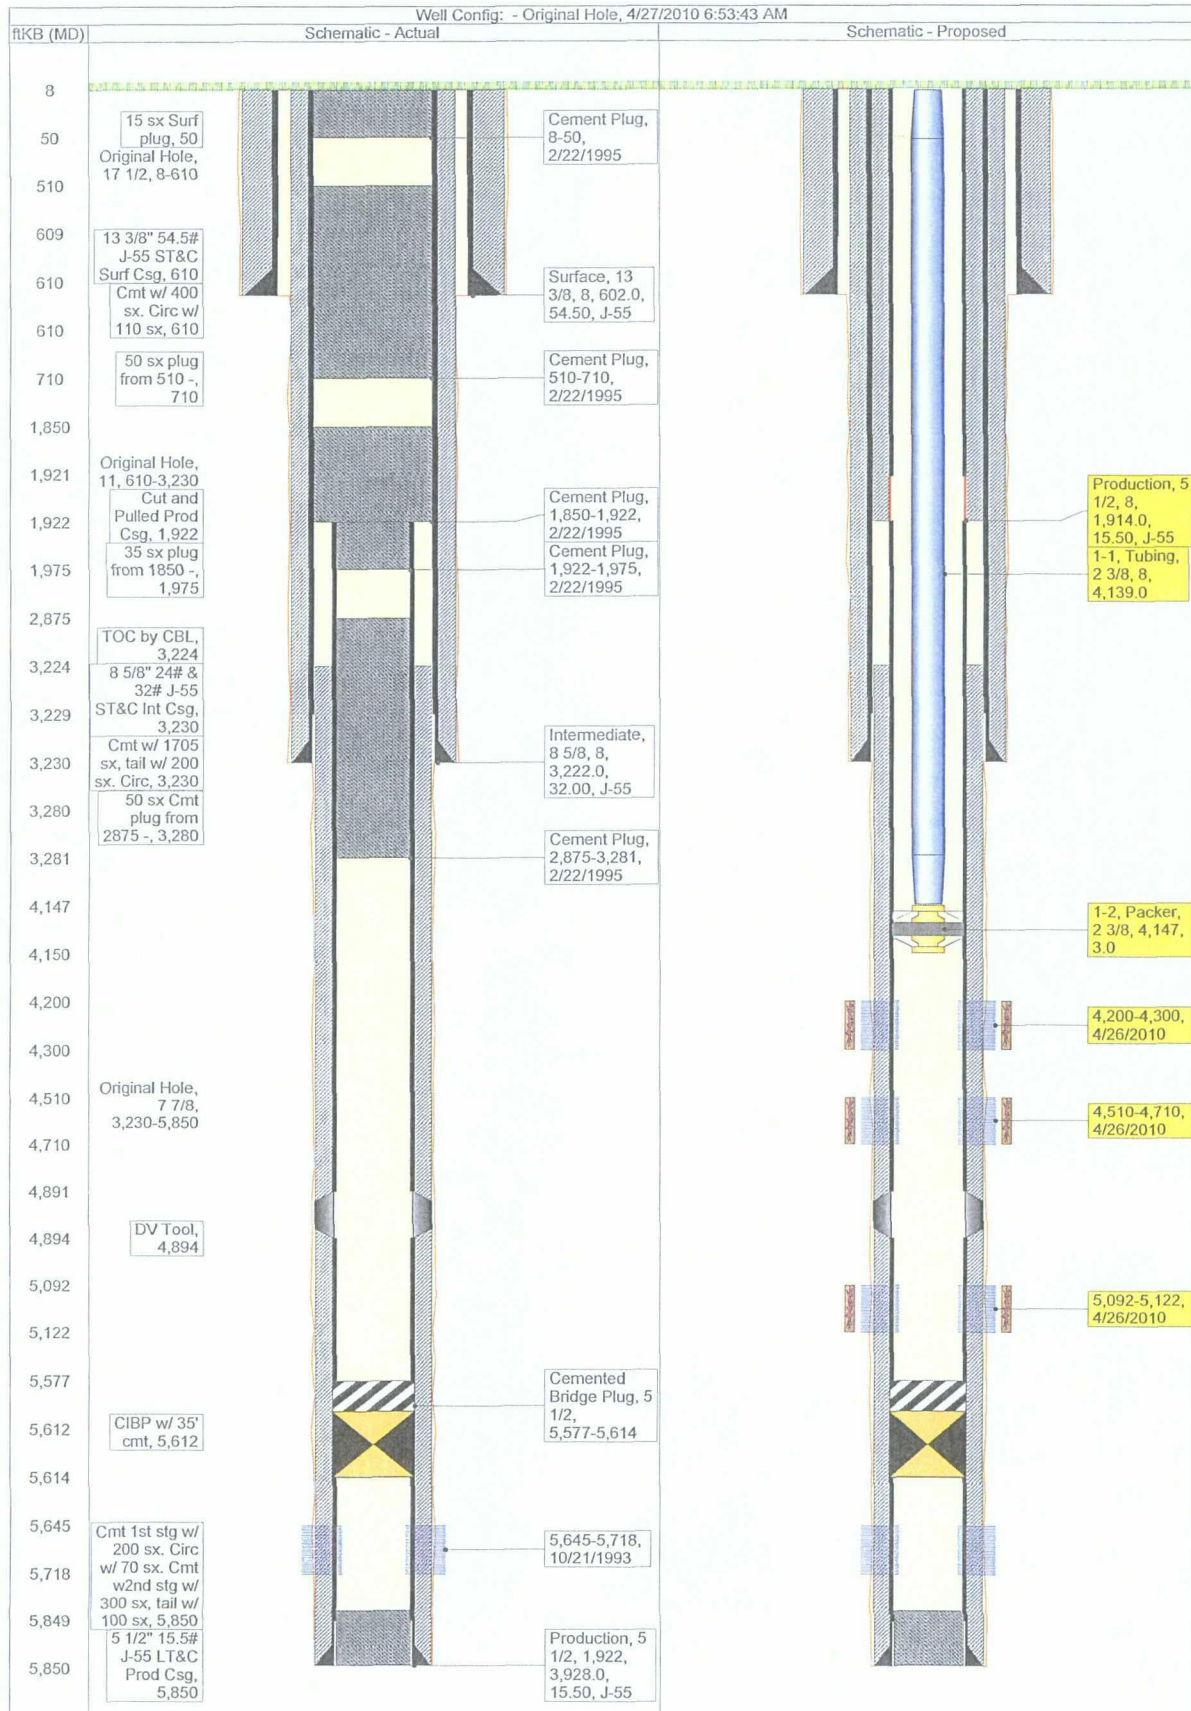 Well Config: - Original Hole, 4/27/2010 6:53:43 AM
ftKB (MD)
Schematic - Actual
Schematic - Proposed
8
50
510
609
610
610
710
1,850
1,921
1,922
1,975
2,875
3,224
3,229
3,230
3,280
3,281
4,147
4,150
4,200
4,300
4,510
4,710
4,891
4,894
5,092
5,122
5,577
5,612
5,614
5,645
5,718
5,849
5,850
15 sx Surf
plug, 50
Original Hole,
17 1/2, 8-610
13 3/8" 54.5#
J-55 ST&C
Surf Csg, 610
Cmt w/ 400
sx. Circ w/
110 sx, 610
50 sx plug
from 510 -,
710
Original Hole,
11, 610-3,230
Cut and
Pulled Prod
Csg, 1,922
35 sx plug
from 1850 -,
1,975
TOC by CBL,
3,224
8 5/8" 24# &
32# J-55
ST&C Int Csg,
3,230
Cmt w/ 1705
sx, tail w/ 200
sx. Circ, 3,230
50 sx Cmt
plug from
2875 -, 3,280
Original Hole,
7 7/8,
3,230-5,850
DV Tool,
4,894
CIBP w/ 35'
cmt, 5,612
Cmt 1st stg w/
200 sx. Circ
w/ 70 sx. Cmt
w2nd stg w/
300 sx, tail w/
100 sx, 5,850
5 1/2" 15.5#
J-55 LT&C
Prod Csg,
5,850
Cement Plug,
8-50,
2/22/1995
Surface, 13
3/8, 8, 602.0,
54.50, J-55
Cement Plug,
510-710,
2/22/1995
Cement Plug,
1,850-1,922,
2/22/1995
Cement Plug,
1,922-1,975,
2/22/1995
Intermediate,
8 5/8, 8,
3,222.0,
32.00, J-55
Cement Plug,
2,875-3,281,
2/22/1995
Cemented
Bridge Plug, 5
1/2,
5,577-5,614
5,645-5,718,
10/21/1993
Production, 5
1/2, 1,922,
3,928.0,
15.50, J-55
Production, 5
1/2, 8,
1,914.0,
15.50, J-55
1-1, Tubing,
2 3/8, 8,
4,139.0
1-2, Packer,
2 3/8, 4,147,
3.0
4,200-4,300,
4/26/2010
4,510-4,710,
4/26/2010
5,092-5,122,
4/26/2010